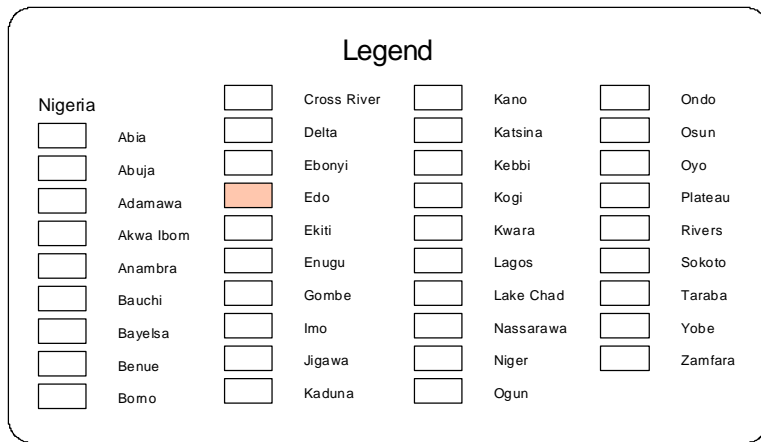 Legend
Nigeria
Abia
Abuja
Adamawa
Akwa Ibom
Anambra
Bauchi
Bayelsa
Benue
Borno
Cross River
Delta
Ebonyi
Edo
Ekiti
Enugu
Gombe
Imo
Jigawa
Kaduna
Kano
Katsina
Kebbi
Kogi
Kwara
Lagos
Lake Chad
Nassarawa
Niger
Ogun
Ondo
Osun
Oyo
Plateau
Rivers
Sokoto
Taraba
Yobe
Zamfara